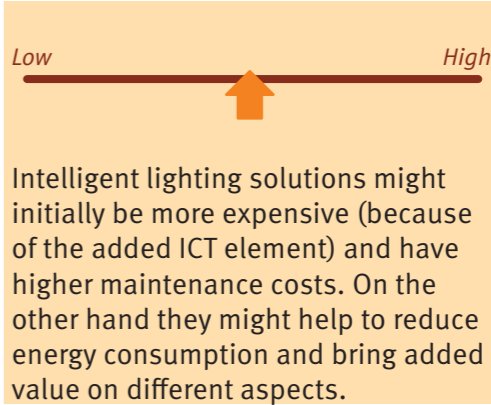 Low High
Intelligent lighting solutions might
initially be more expensive (because
of the added ICT element) and have
higher maintenance costs. On the
other hand they might help to reduce
energy consumption and bring added
value on different aspects.